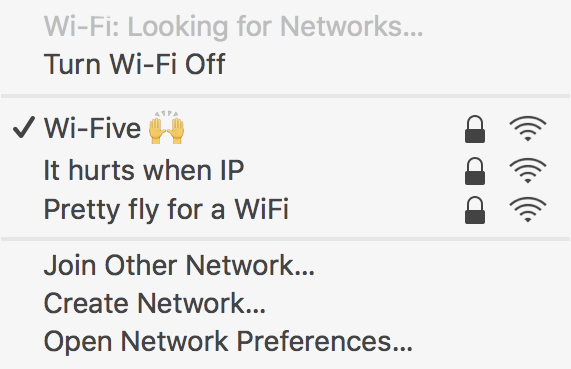 Wi-Fi: Looking for Networks...
Turn Wi-Fi Off
Wi-Five 🙌
It hurts when IP
Pretty fly for a WiFi
Join Other Network...
Create Network...
Open Network Preferences...